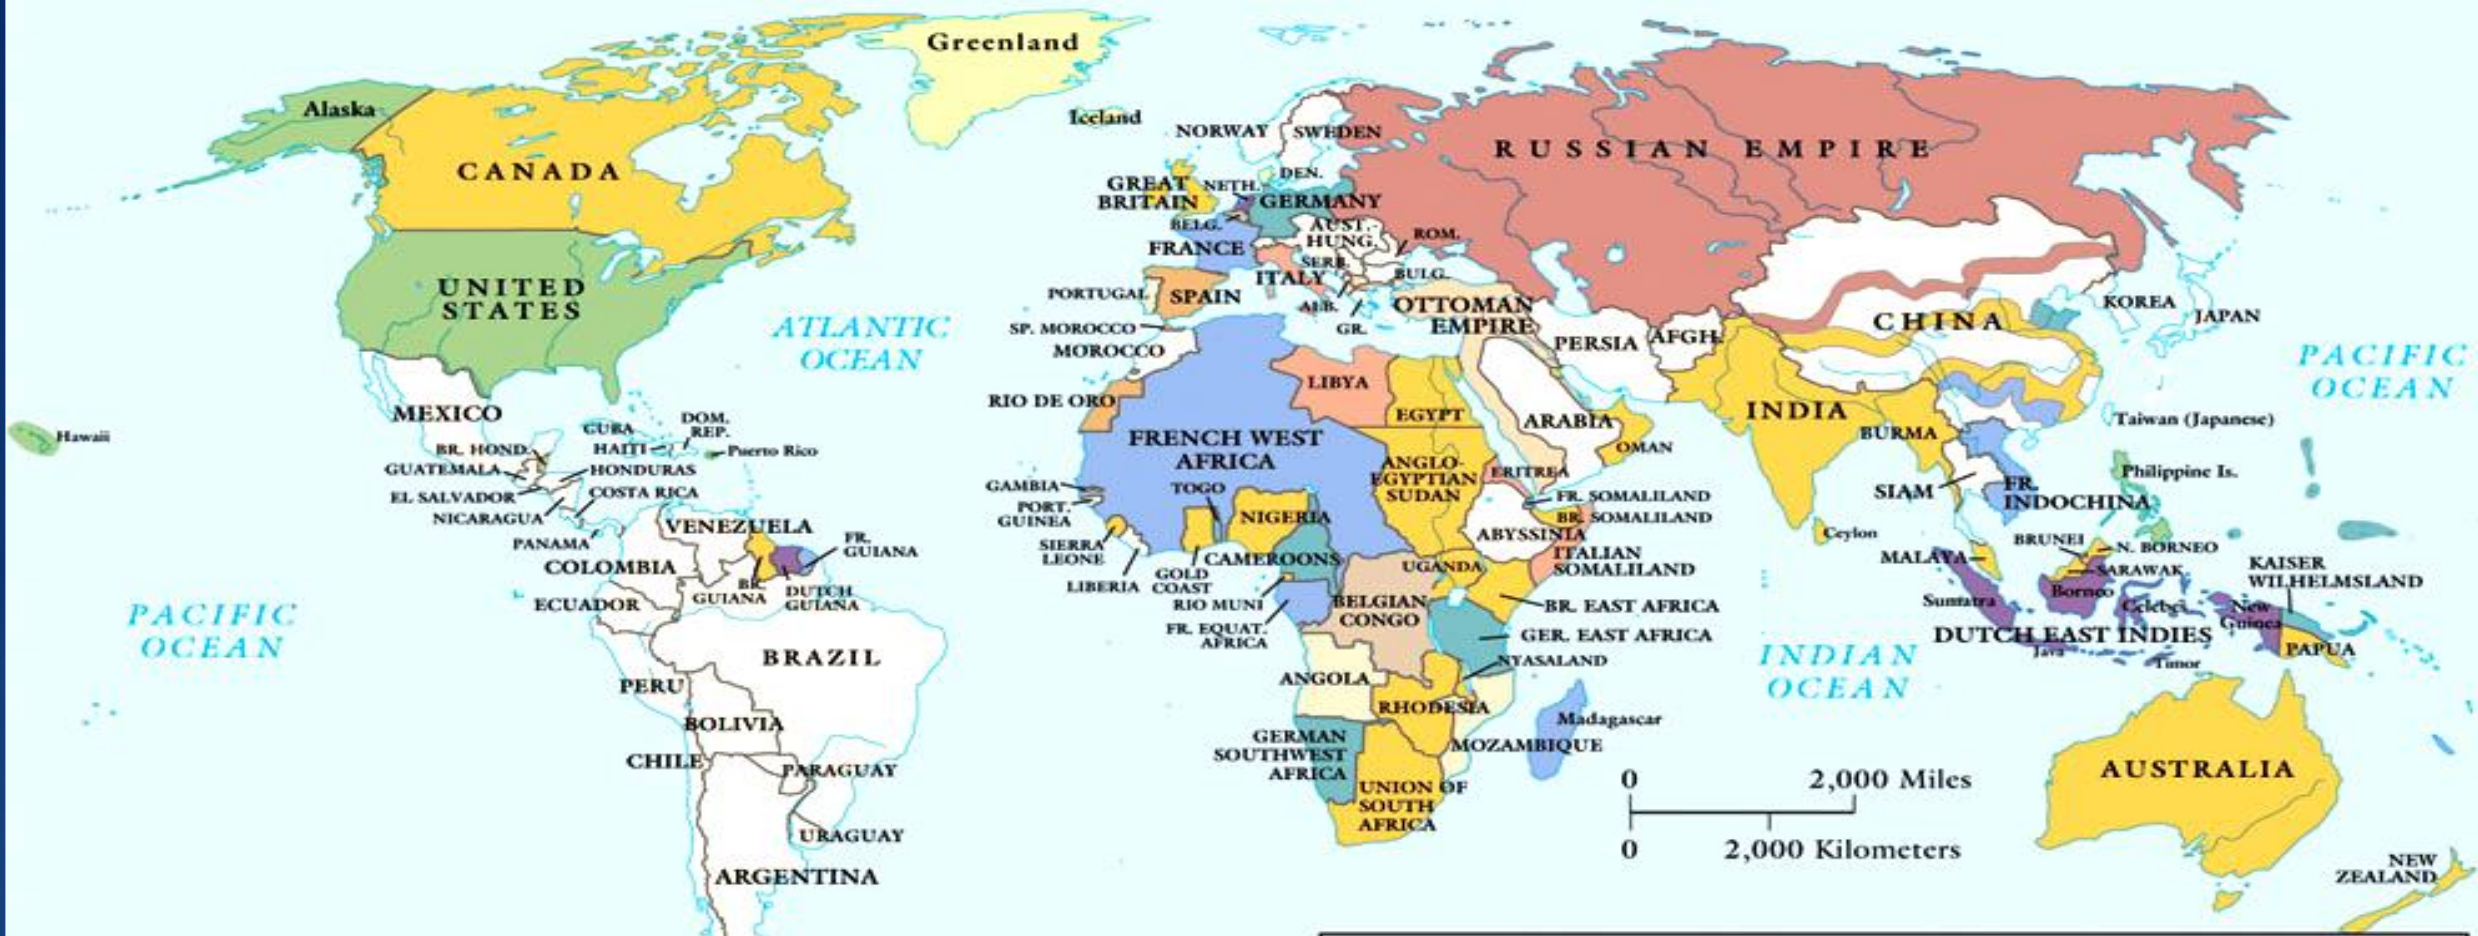 Greenland
Alaska
Iceland
CANADA
NORWAY
SWEDEN
RUSSIAN EMPIRE
GREAT
BRITAIN
NETH.
DEN.
GERMANY
BELG.
AUST.-
HUNG.
ROM.
FRANCE
SERB.
ITALY
BULG.
UNITED
STATES
PORTUGAL
SPAIN
ALB.
GR.
OTTOMAN
EMPIRE
KOREA
JAPAN
CHINA
ATLANTIC
OCEAN
SP. MOROCCO
MOROCCO
PERSIA
AFGH.
PACIFIC
OCEAN
LIBYA
RIO DE ORO
EGYPT
ARABIA
INDIA
MEXICO
Hawaii
CUBA
DOM.
REP.
HAITI
Puerto Rico
BR. HOND.
GUATEMALA
HONDURAS
EL SALVADOR
COSTA RICA
NICARAGUA
PANAMA
FRENCH WEST
AFRICA
ANGLO-
EGYPTIAN
SUDAN
ERITREA
OMAN
BURMA
Taiwan (Japanese)
Philippine Is.
SIAM
FR.
INDOCHINA
GAMBIA
PORT.
GUINEA
TOGO
NIGERIA
FR. SOMALILAND
BR. SOMALILAND
ABYSSINIA
Ceylon
VENEZUELA
FR.
GUIANA
COLOMBIA
BR.
GUIANA
DUTCH
GUIANA
ECUADOR
SIERRA
LEONE
LIBERIA
GOLD
COAST
CAMEROONS
UGANDA
ITALIAN
SOMALILAND
RIO MUNI
BELGIAN
CONGO
BR. EAST AFRICA
FR. EQUAT.
AFRICA
GER. EAST AFRICA
BRUNEI
N. BORNEO
MALAYA
SARAWAK
KAISER
WILHELMSLAND
Sumatra
Borneo
Celebes
New
Guinea
DUTCH EAST INDIES
Java
Timor
PAPUA
PACIFIC
OCEAN
BRAZIL
PERU
BOLIVIA
CHILE
PARAGUAY
URAGUAY
ARGENTINA
ANGOLA
NYASALAND
RHODESIA
Madagascar
MOZAMBIQUE
GERMAN
SOUTHWEST
AFRICA
UNION OF
SOUTH
AFRICA
INDIAN
OCEAN
0 2,000 Miles
0 2,000 Kilometers
AUSTRALIA
NEW
ZEALAND